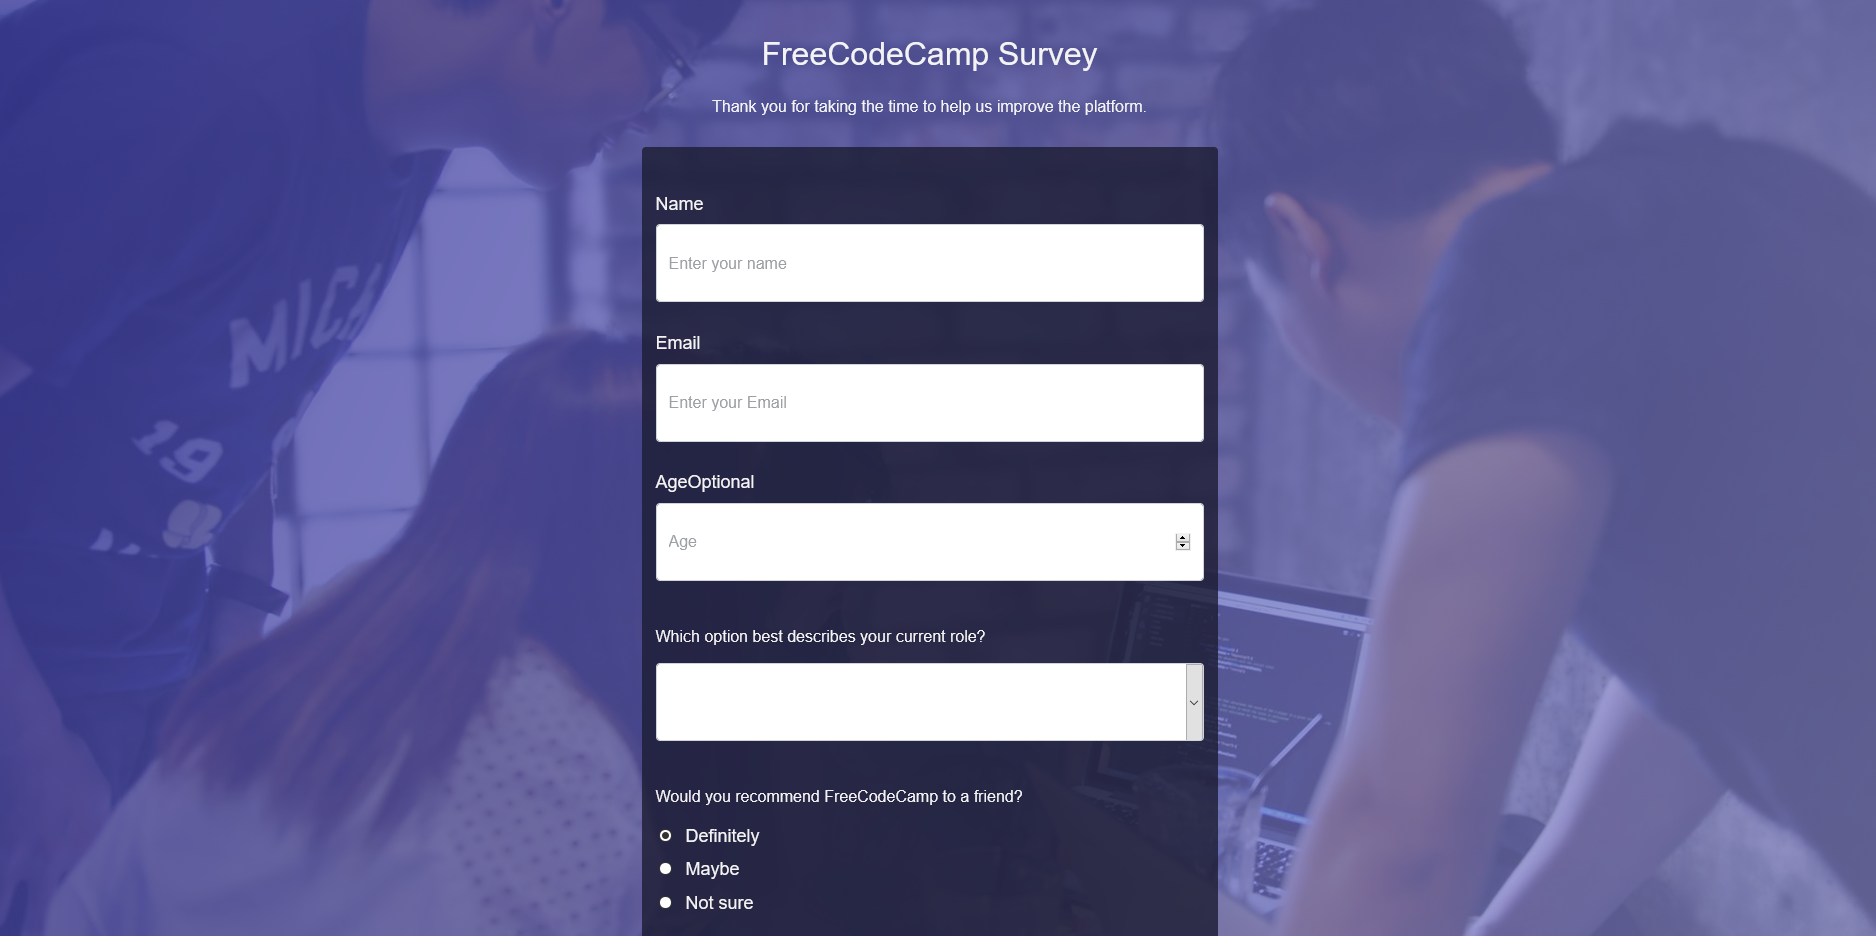 FreeCodeCamp Survey
Thank you for taking the time to help us improve the platform.
Name
Enter your name
Email
Enter your Email
AgeOptional
Age
Which option best describes your current role?
Would you recommend FreeCodeCamp to a friend?
Definitely
Maybe
Not sure
MICH
19